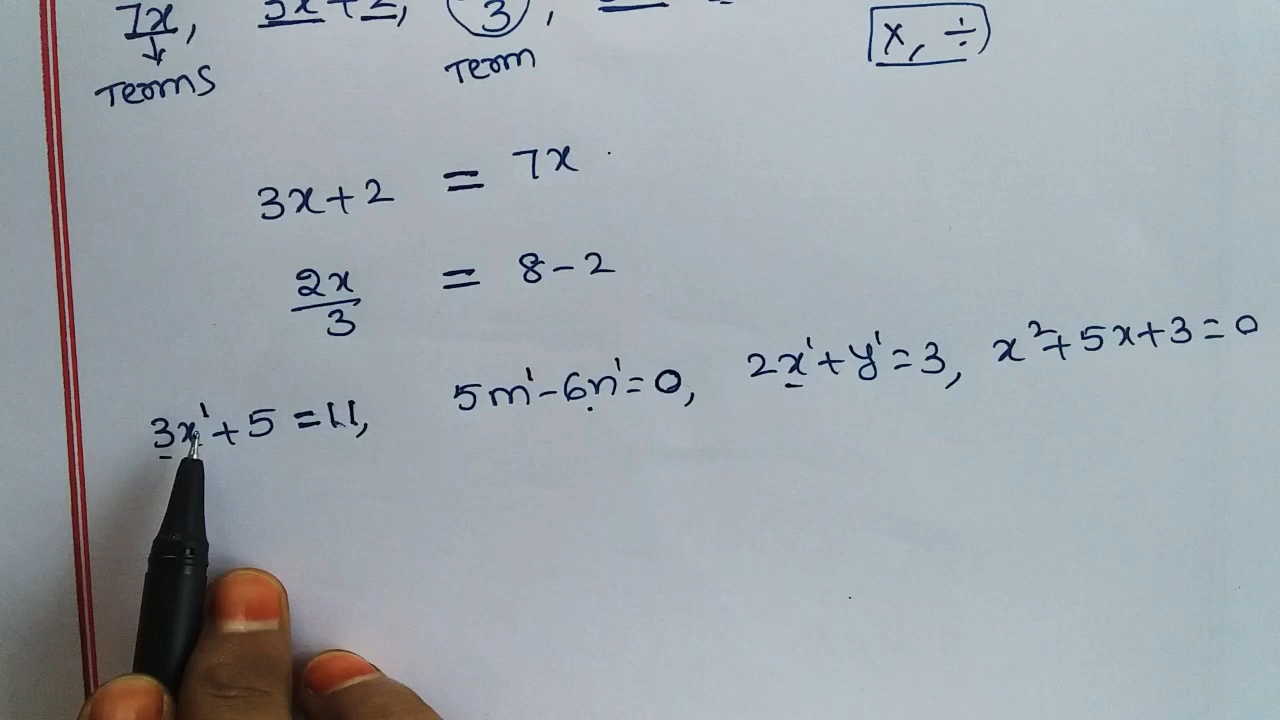 7x, 3x+2, 3, x, ÷
Terms Term
3x+2 = 7x
2x/3 = 8-2
3x¹+5=11, 5m¹-6n¹=0, 2x¹+y¹=3, x²+5x+3=0